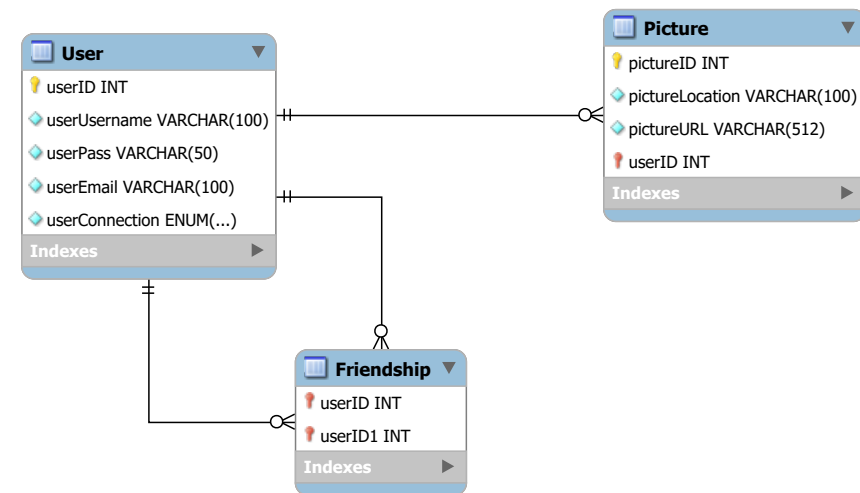 User
userID INT
userUsername VARCHAR(100)
userPass VARCHAR(50)
userEmail VARCHAR(100)
userConnection ENUM(...)
Indexes
Picture
pictureID INT
pictureLocation VARCHAR(100)
pictureURL VARCHAR(512)
userID INT
Indexes
Friendship
userID INT
userID1 INT
Indexes